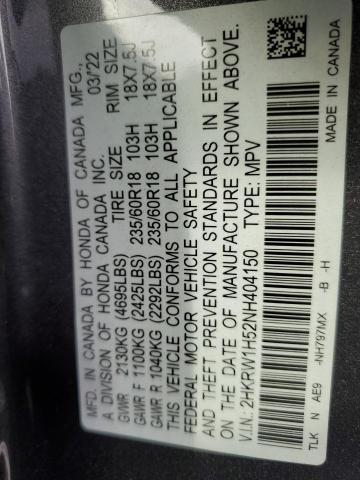 MFD. IN CANADA BY HONDA OF CANADA MFG.,
A DIVISION OF HONDA CANADA INC. 03/22
TIRE SIZE RIM SIZE
GVWR 2130KG (4695LBS)
GAWR F 1100KG (2425LBS) 235/60R18 103H 18X7.5J
GAWR R 1040KG (2292LBS) 235/60R18 103H 18X7.5J
THIS VEHICLE CONFORMS TO ALL APPLICABLE
FEDERAL MOTOR VEHICLE SAFETY
AND THEFT PREVENTION STANDARDS IN EFFECT
ON THE DATE OF MANUFACTURE SHOWN ABOVE.
V.I.N.: 2HKRW1H52NH404150 TYPE: MPV
TLK N AE9 -NH797MX -B -H MADE IN CANADA